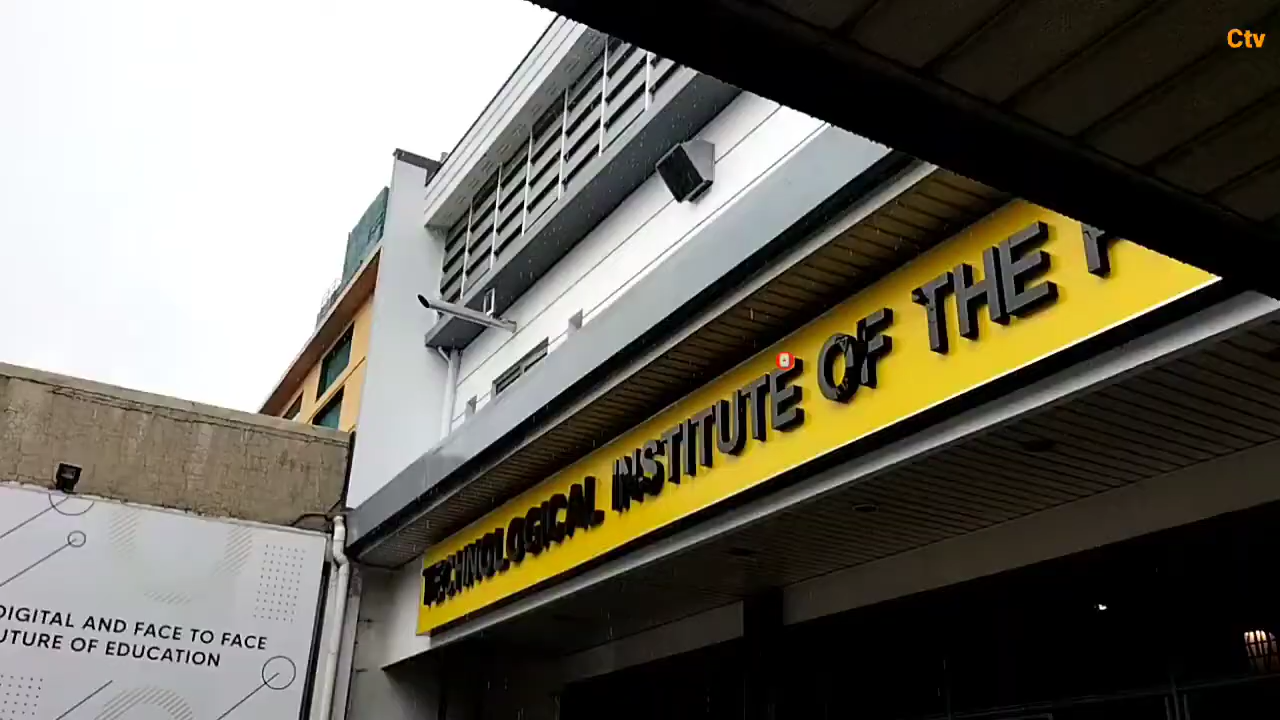 Ctv
TECHNOLOGICAL INSTITUTE OF THE
DIGITAL AND FACE TO FACE
UTURE OF EDUCATION